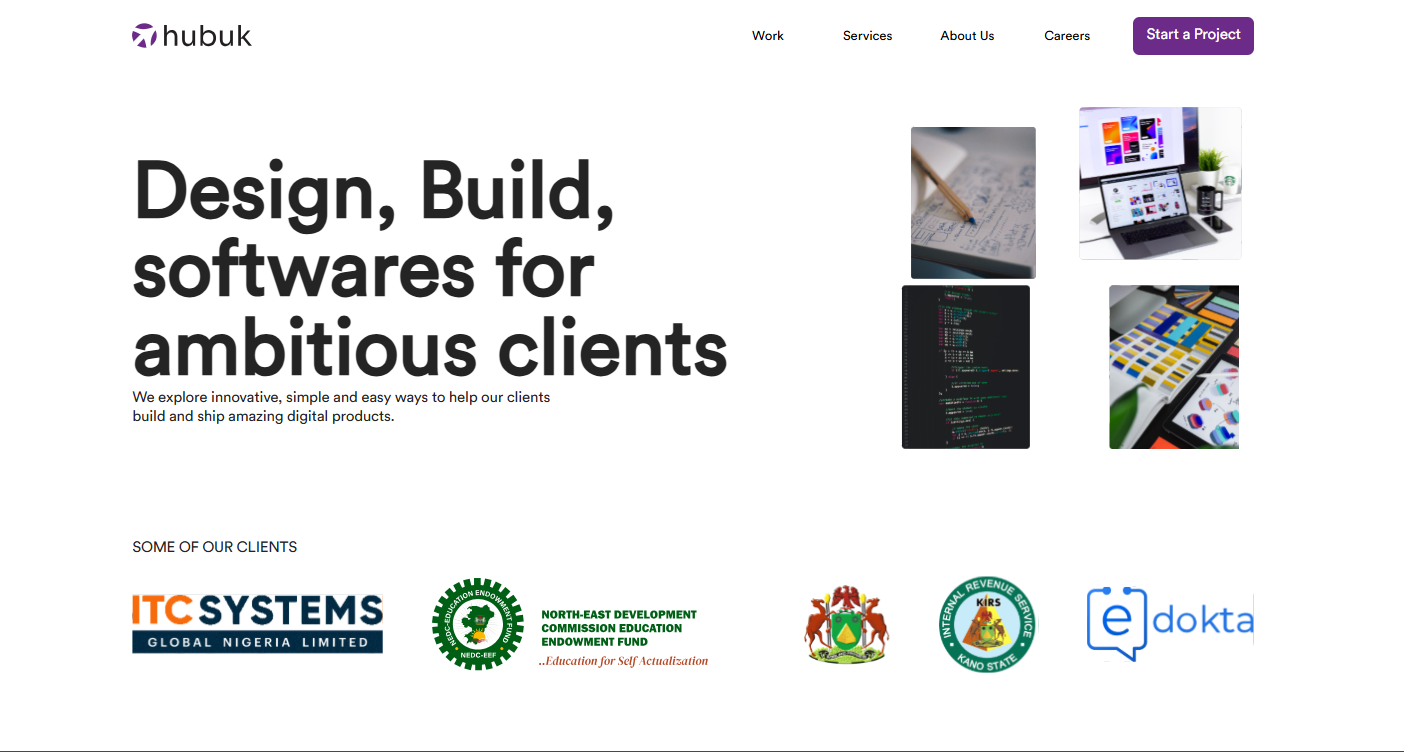 hubuk
Work
Services
About Us
Careers
Start a Project
Design, Build,
softwares for
ambitious clients
We explore innovative, simple and easy ways to help our clients
build and ship amazing digital products.
SOME OF OUR CLIENTS
ITC SYSTEMS
GLOBAL NIGERIA LIMITED
NEDC-EDUCATION ENDOWMENT FUND
NEDC-EEF
NORTH-EAST DEVELOPMENT
COMMISSION EDUCATION
ENDOWMENT FUND
..Education for Self Actualization
INTERNAL REVENUE SERVICE
KIRS
KANO STATE
e dokta